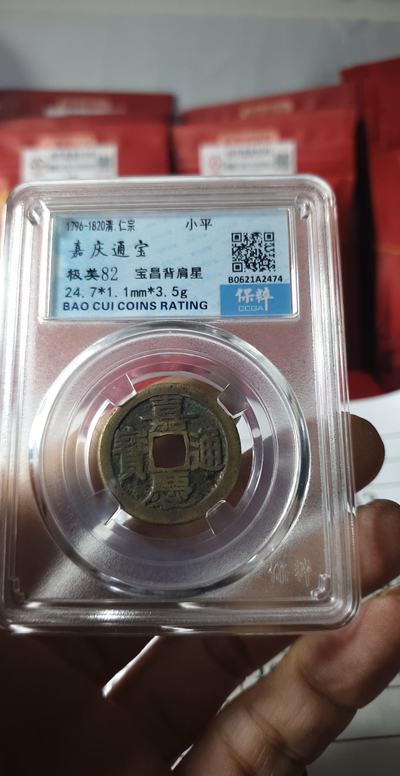 1796-1820清.仁宗 小平
嘉庆通宝
极美82 宝昌背肩星
B0621A2474
24.7*1.1mm*3.5g
保粹
CCGA
BAO CUI COINS RATING
嘉
寶 通
慶
保粹